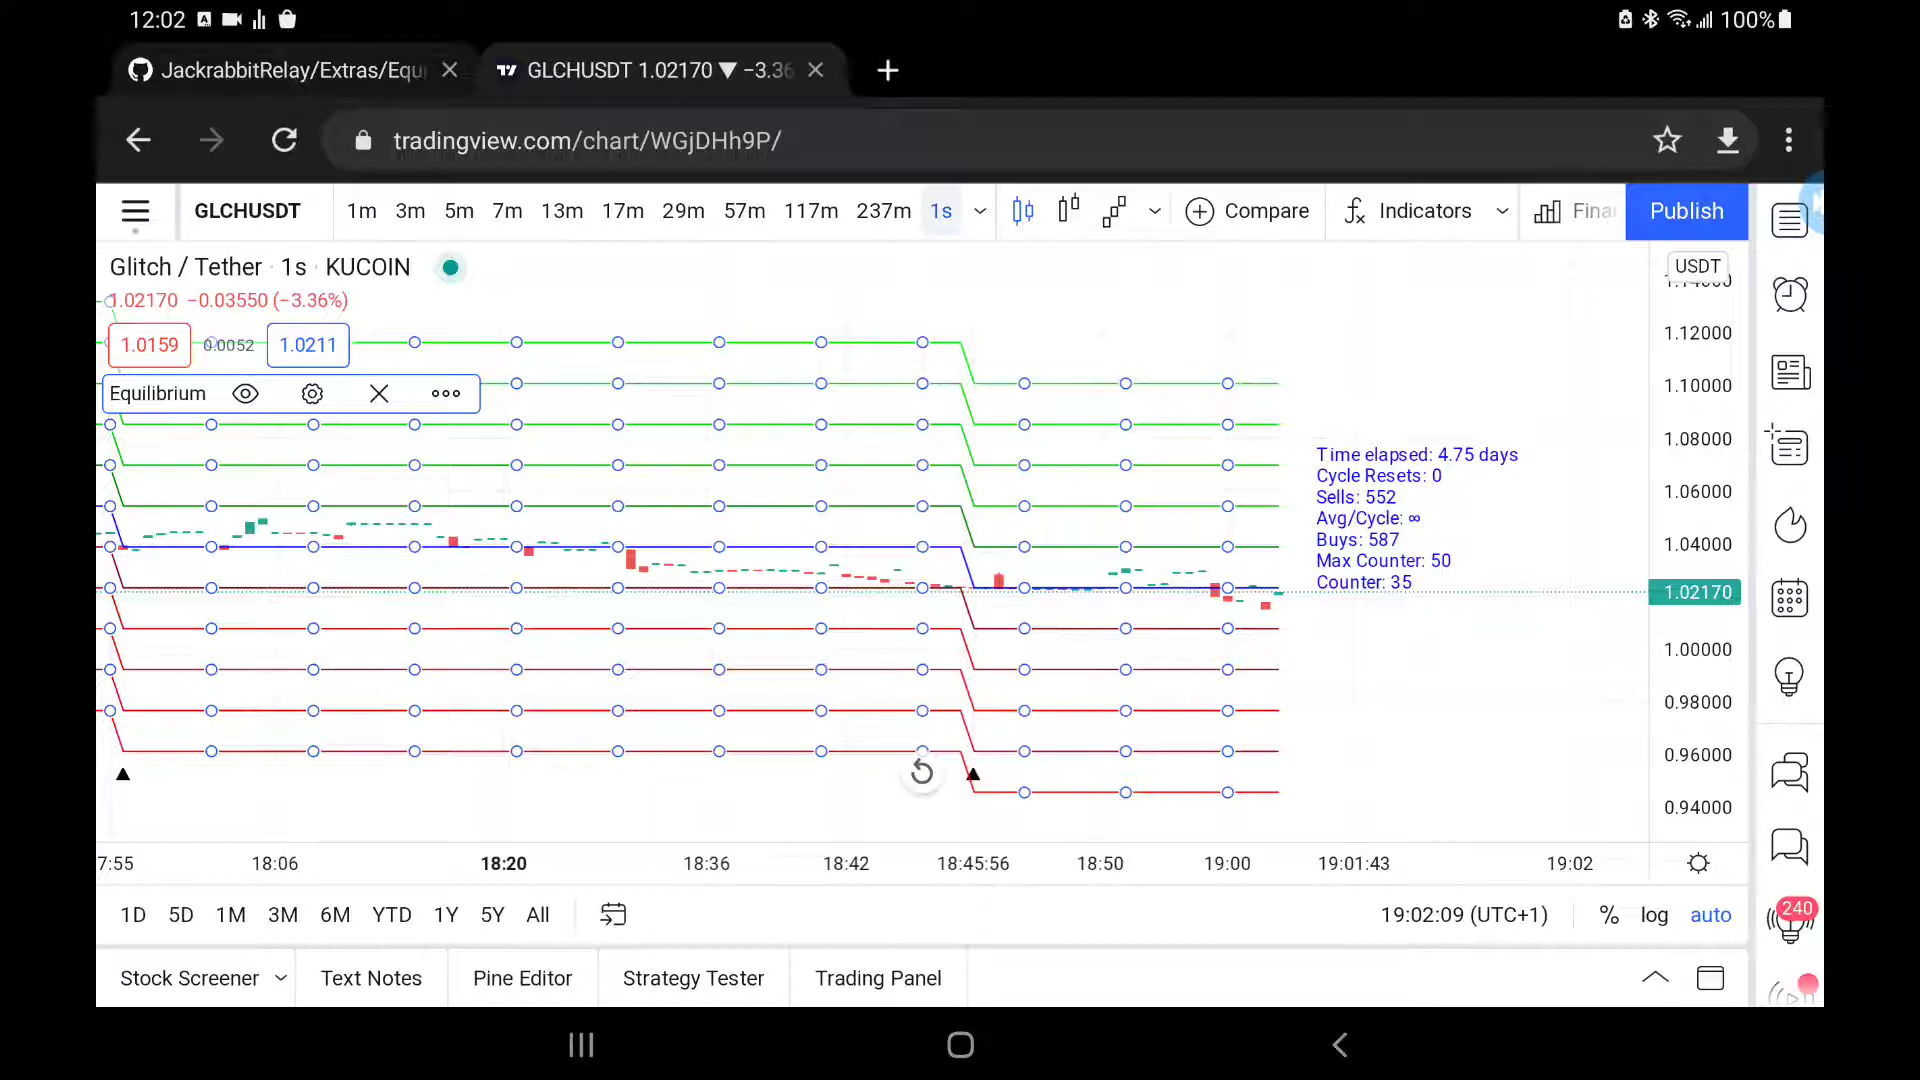 12:02
100%
JackrabbitRelay/Extras/Equ
GLCHUSDT 1.02170 ▼ −3.36
tradingview.com/chart/WGjDHh9P/
GLCHUSDT 1m 3m 5m 7m 13m 17m 29m 57m 117m 237m 1s Compare Indicators Fina Publish
Glitch / Tether · 1s · KUCOIN
1.02170 −0.03550 (−3.36%)
1.0159 0.0052 1.0211
Equilibrium
Time elapsed: 4.75 days
Cycle Resets: 0
Sells: 552
Avg/Cycle: ∞
Buys: 587
Max Counter: 50
Counter: 35
USDT
1.14000
1.12000
1.10000
1.08000
1.06000
1.04000
1.02170
1.00000
0.98000
0.96000
0.94000
7:55 18:06 18:20 18:36 18:42 18:45:56 18:50 19:00 19:01:43 19:02
1D 5D 1M 3M 6M YTD 1Y 5Y All 19:02:09 (UTC+1) % log auto
240
Stock Screener Text Notes Pine Editor Strategy Tester Trading Panel